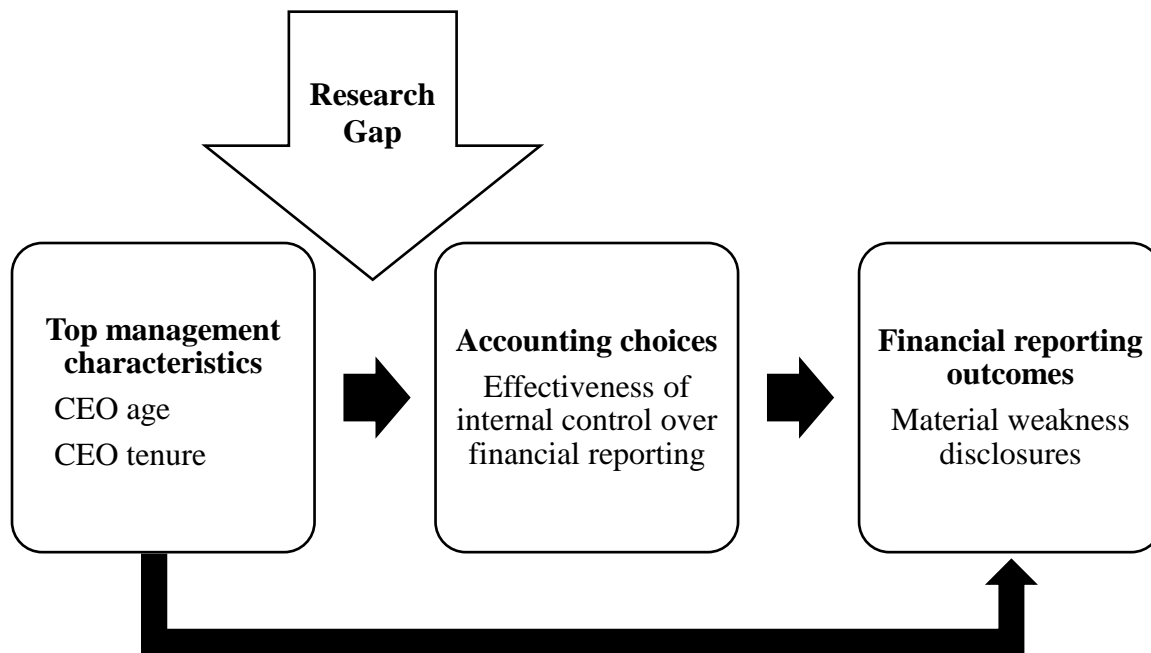 Research
Gap
Top management
characteristics
CEO age
CEO tenure
Accounting choices
Effectiveness of
internal control over
financial reporting
Financial reporting
outcomes
Material weakness
disclosures